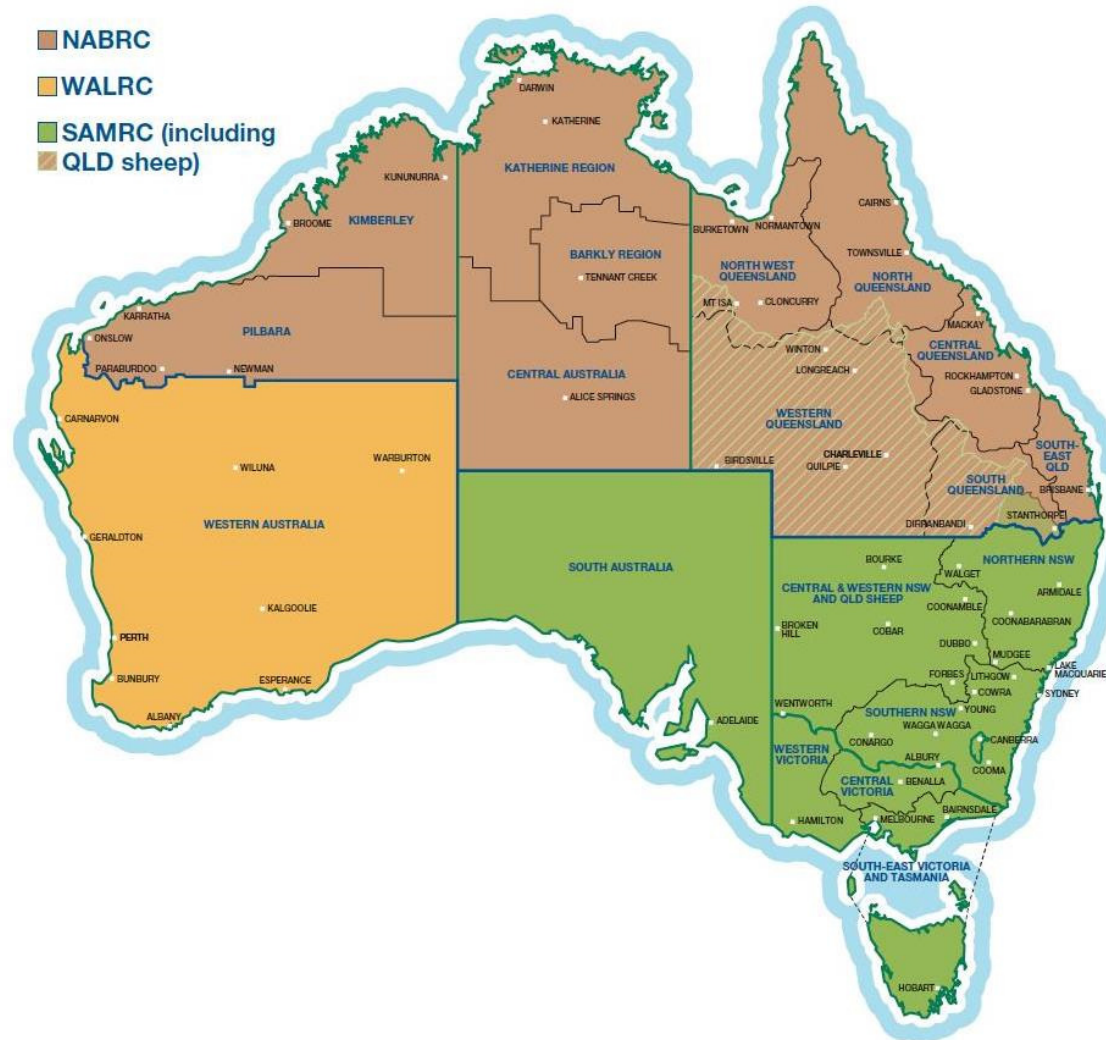 NABRC
WALRC
SAMRC (including
QLD sheep)
DARWIN
KATHERINE
KATHERINE REGION
KUNUNURRA
KIMBERLEY
BROOME
BARKLY REGION
TENNANT CREEK
BURKETOWN
NORMANTOWN
CAIRNS
TOWNSVILLE
NORTH WEST
QUEENSLAND
NORTH
QUEENSLAND
MT ISA
CLONCURRY
KARRATHA
ONSLOW
PILBARA
PARABURDOO
NEWMAN
MACKAY
CENTRAL
QUEENSLAND
WINTON
LONGREACH
ROCKHAMPTON
GLADSTONE
CENTRAL AUSTRALIA
ALICE SPRINGS
WESTERN
QUEENSLAND
CARNARVON
WILUNA
WARBURTON
BIRDSVILLE
CHARLEVILLE
QUILPIE
SOUTH-
EAST
QLD
SOUTH
QUEENSLAND
BRISBANE
STANTHORPEI
DIRRANBANDI
WESTERN AUSTRALIA
GERALDTON
SOUTH AUSTRALIA
BOURKE
WALGET
NORTHERN NSW
CENTRAL & WESTERN NSW
AND QLD SHEEP
ARMIDALE
COONAMBLE
COONABARABRAN
KALGOOLIE
PERTH
BROKEN
HILL
COBAR
DUBBO
MUDGEE
LAKE
MACQUARIE
BUNBURY
ESPERANCE
ALBANY
FORBES
LITHGOW
COWRA
SYDNEY
WENTWORTH
SOUTHERN NSW
YOUNG
ADELAIDE
WAGGA WAGGA
CONARGO
CANBERRA
WESTERN
VICTORIA
ALBURY
COOMA
CENTRAL
VICTORIA
BENALLA
BAIRNSDALE
HAMILTON
MELBOURNE
SOUTH-EAST VICTORIA
AND TASMANIA
HOBART